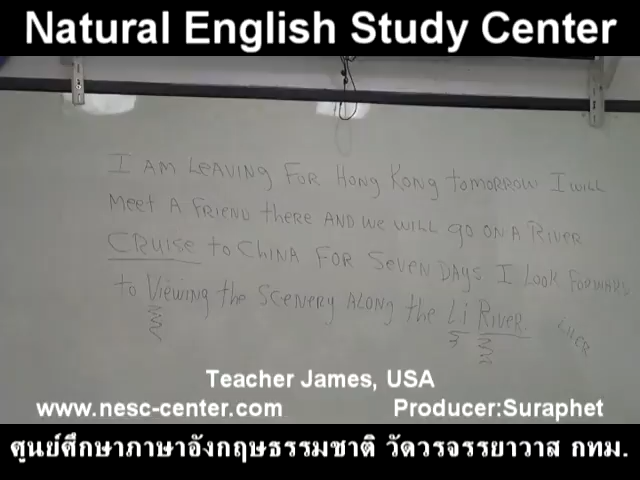 Natural English Study Center
I AM LEAVING FOR HONG KONG tomorrow I WILL
MEET A FRIEND there AND WE WILL go ON A RIVER
CRUISE to CHINA FOR SEVEN DAYS I LOOK FORWARD
to VIEWING the SCENERY ALONG the Li RIVER.
Teacher James, USA
www.nesc-center.com Producer:Suraphet
ศูนย์ศึกษาภาษาอังกฤษธรรมชาติ วัดวรจรรยาวาส กทม.